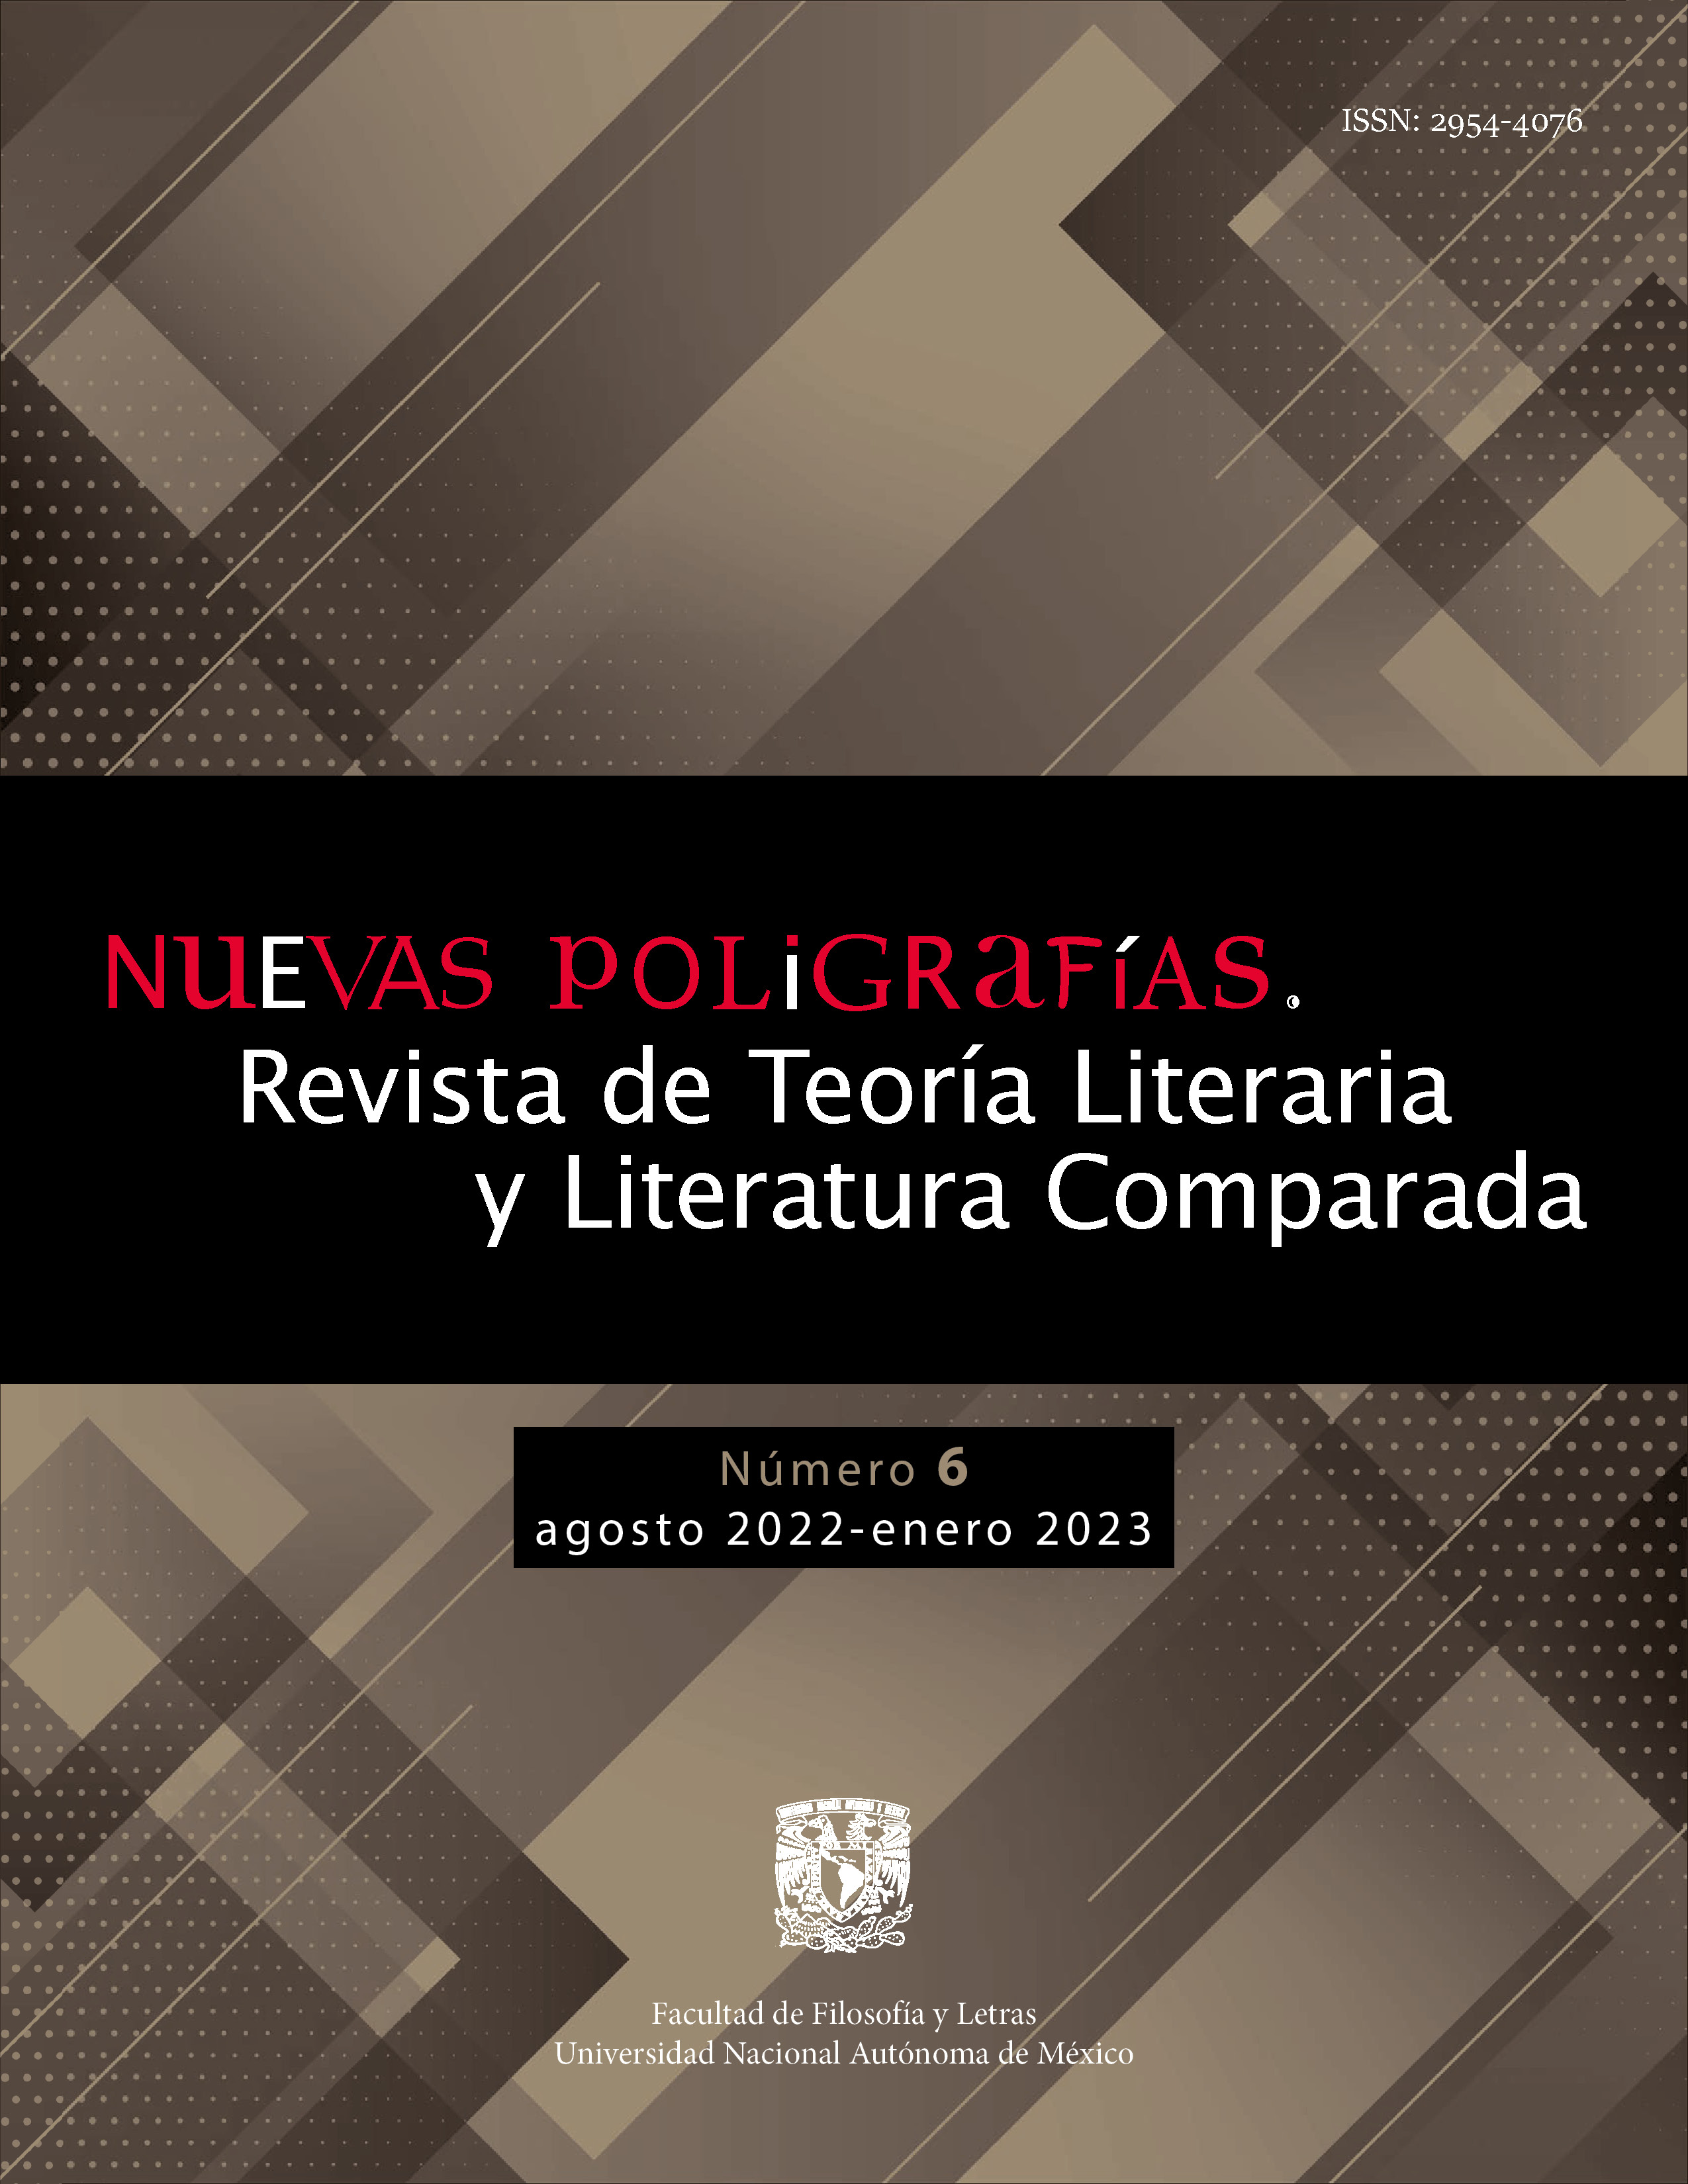 ISSN: 2954-4076
NUEVAS POLiGRaFíAS.
Revista de Teoría Literaria
y Literatura Comparada
Número 6
agosto 2022-enero 2023
Facultad de Filosofía y Letras
Universidad Nacional Autónoma de México